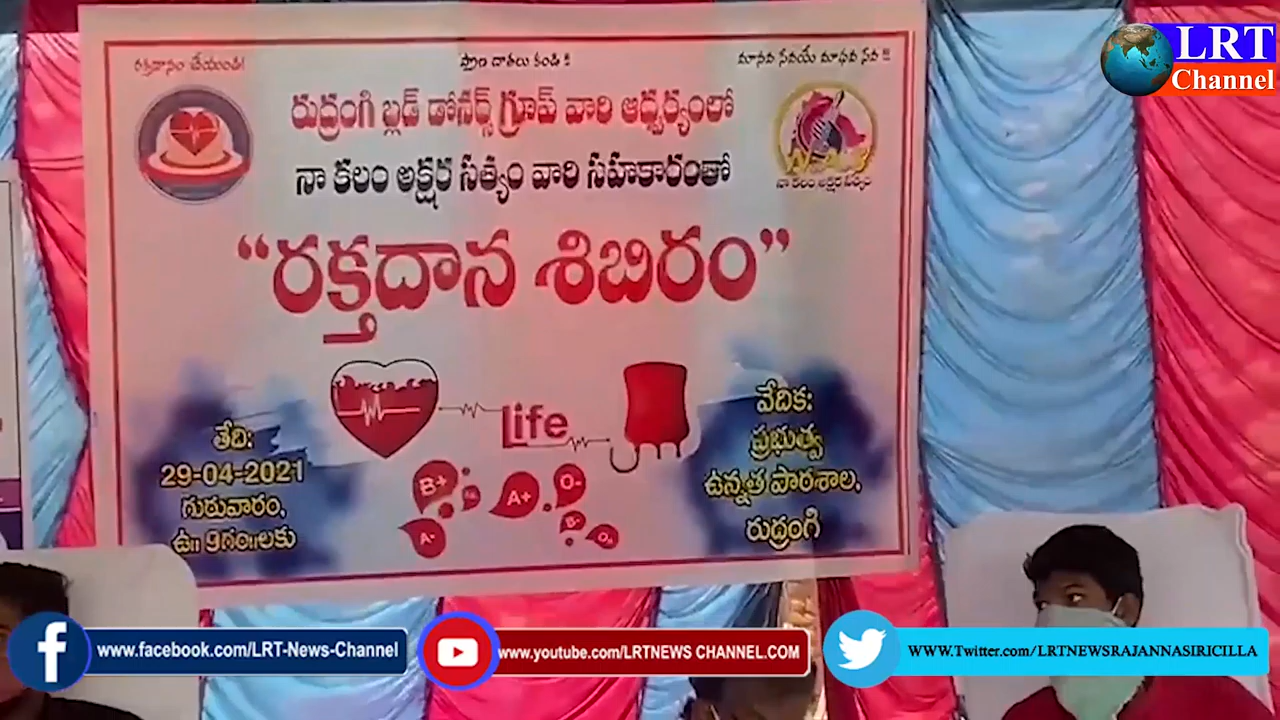 LRT
Channel
రక్తదానం చేయండి!
ప్రాణ దాతలు కండి !!
మానవ సేవయే మాధవ సేవ !!!
రుద్రంగి బ్లడ్ డోనర్స్ గ్రూప్ వారి ఆధ్వర్యంలో
నా కలం అక్షర సత్యం వారి సహకారంతో
నా కలం అక్షర సత్యం
“రక్తదాన శిబిరం”
Life
B+
A+
O-
A-
తేది:
29-04-2021
గురువారం,
ఉ॥ 9గం॥లకు
వేదిక:
ప్రభుత్వ
ఉన్నత పాఠశాల,
రుద్రంగి
www.facebook.com/LRT-News-Channel
www.youtube.com/LRTNEWS CHANNEL.COM
WWW.Twitter.com/LRTNEWSRAJANNASIRICILLA